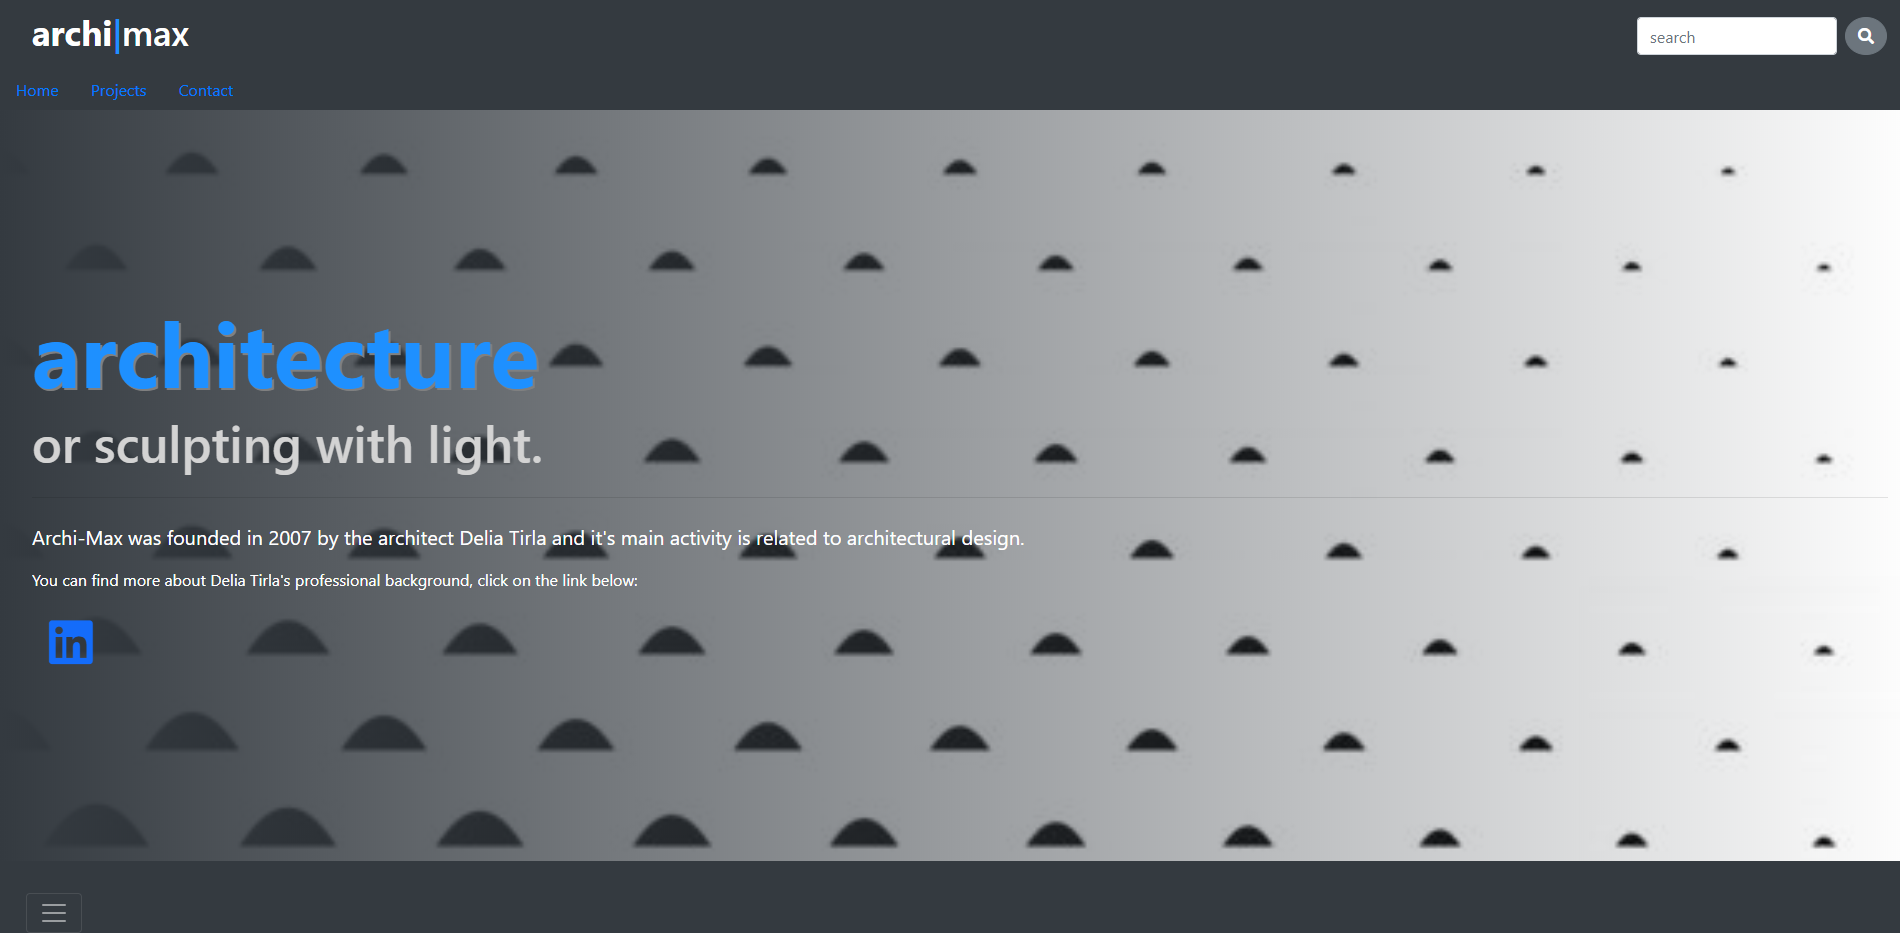 archi|max
search
Home Projects Contact
architecture
or sculpting with light.
Archi-Max was founded in 2007 by the architect Delia Tirla and it's main activity is related to architectural design.
You can find more about Delia Tirla's professional background, click on the link below:
in